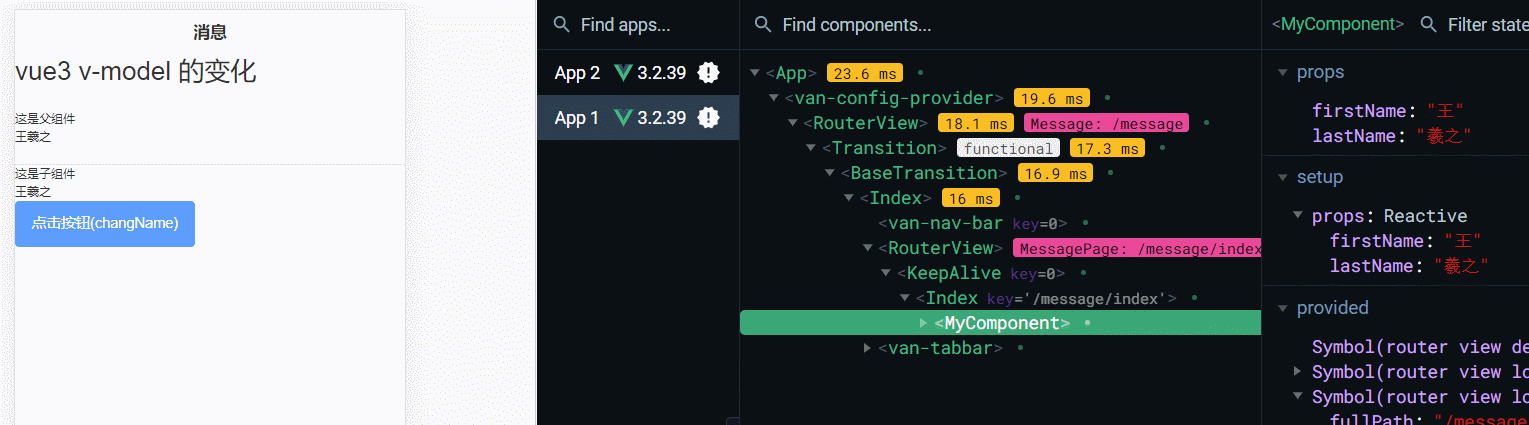 消息
vue3 v-model 的变化
这是父组件
王羲之
这是子组件
王羲之
点击按钮(changName)
Find apps...
App 2 3.2.39
App 1 3.2.39
Find components...
<App> 23.6 ms
<van-config-provider> 19.6 ms
<RouterView> 18.1 ms Message: /message
<Transition> functional 17.3 ms
<BaseTransition> 16.9 ms
<Index> 16 ms
<van-nav-bar key=0>
<RouterView> MessagePage: /message/index
<KeepAlive key=0>
<Index key='/message/index'>
<MyComponent>
<van-tabbar>
<MyComponent> Filter state
props
firstName: "王"
lastName: "羲之"
setup
props: Reactive
firstName: "王"
lastName: "羲之"
provided
Symbol(router view de
Symbol(router view lo
Symbol(router view lo
fullPath: "/message